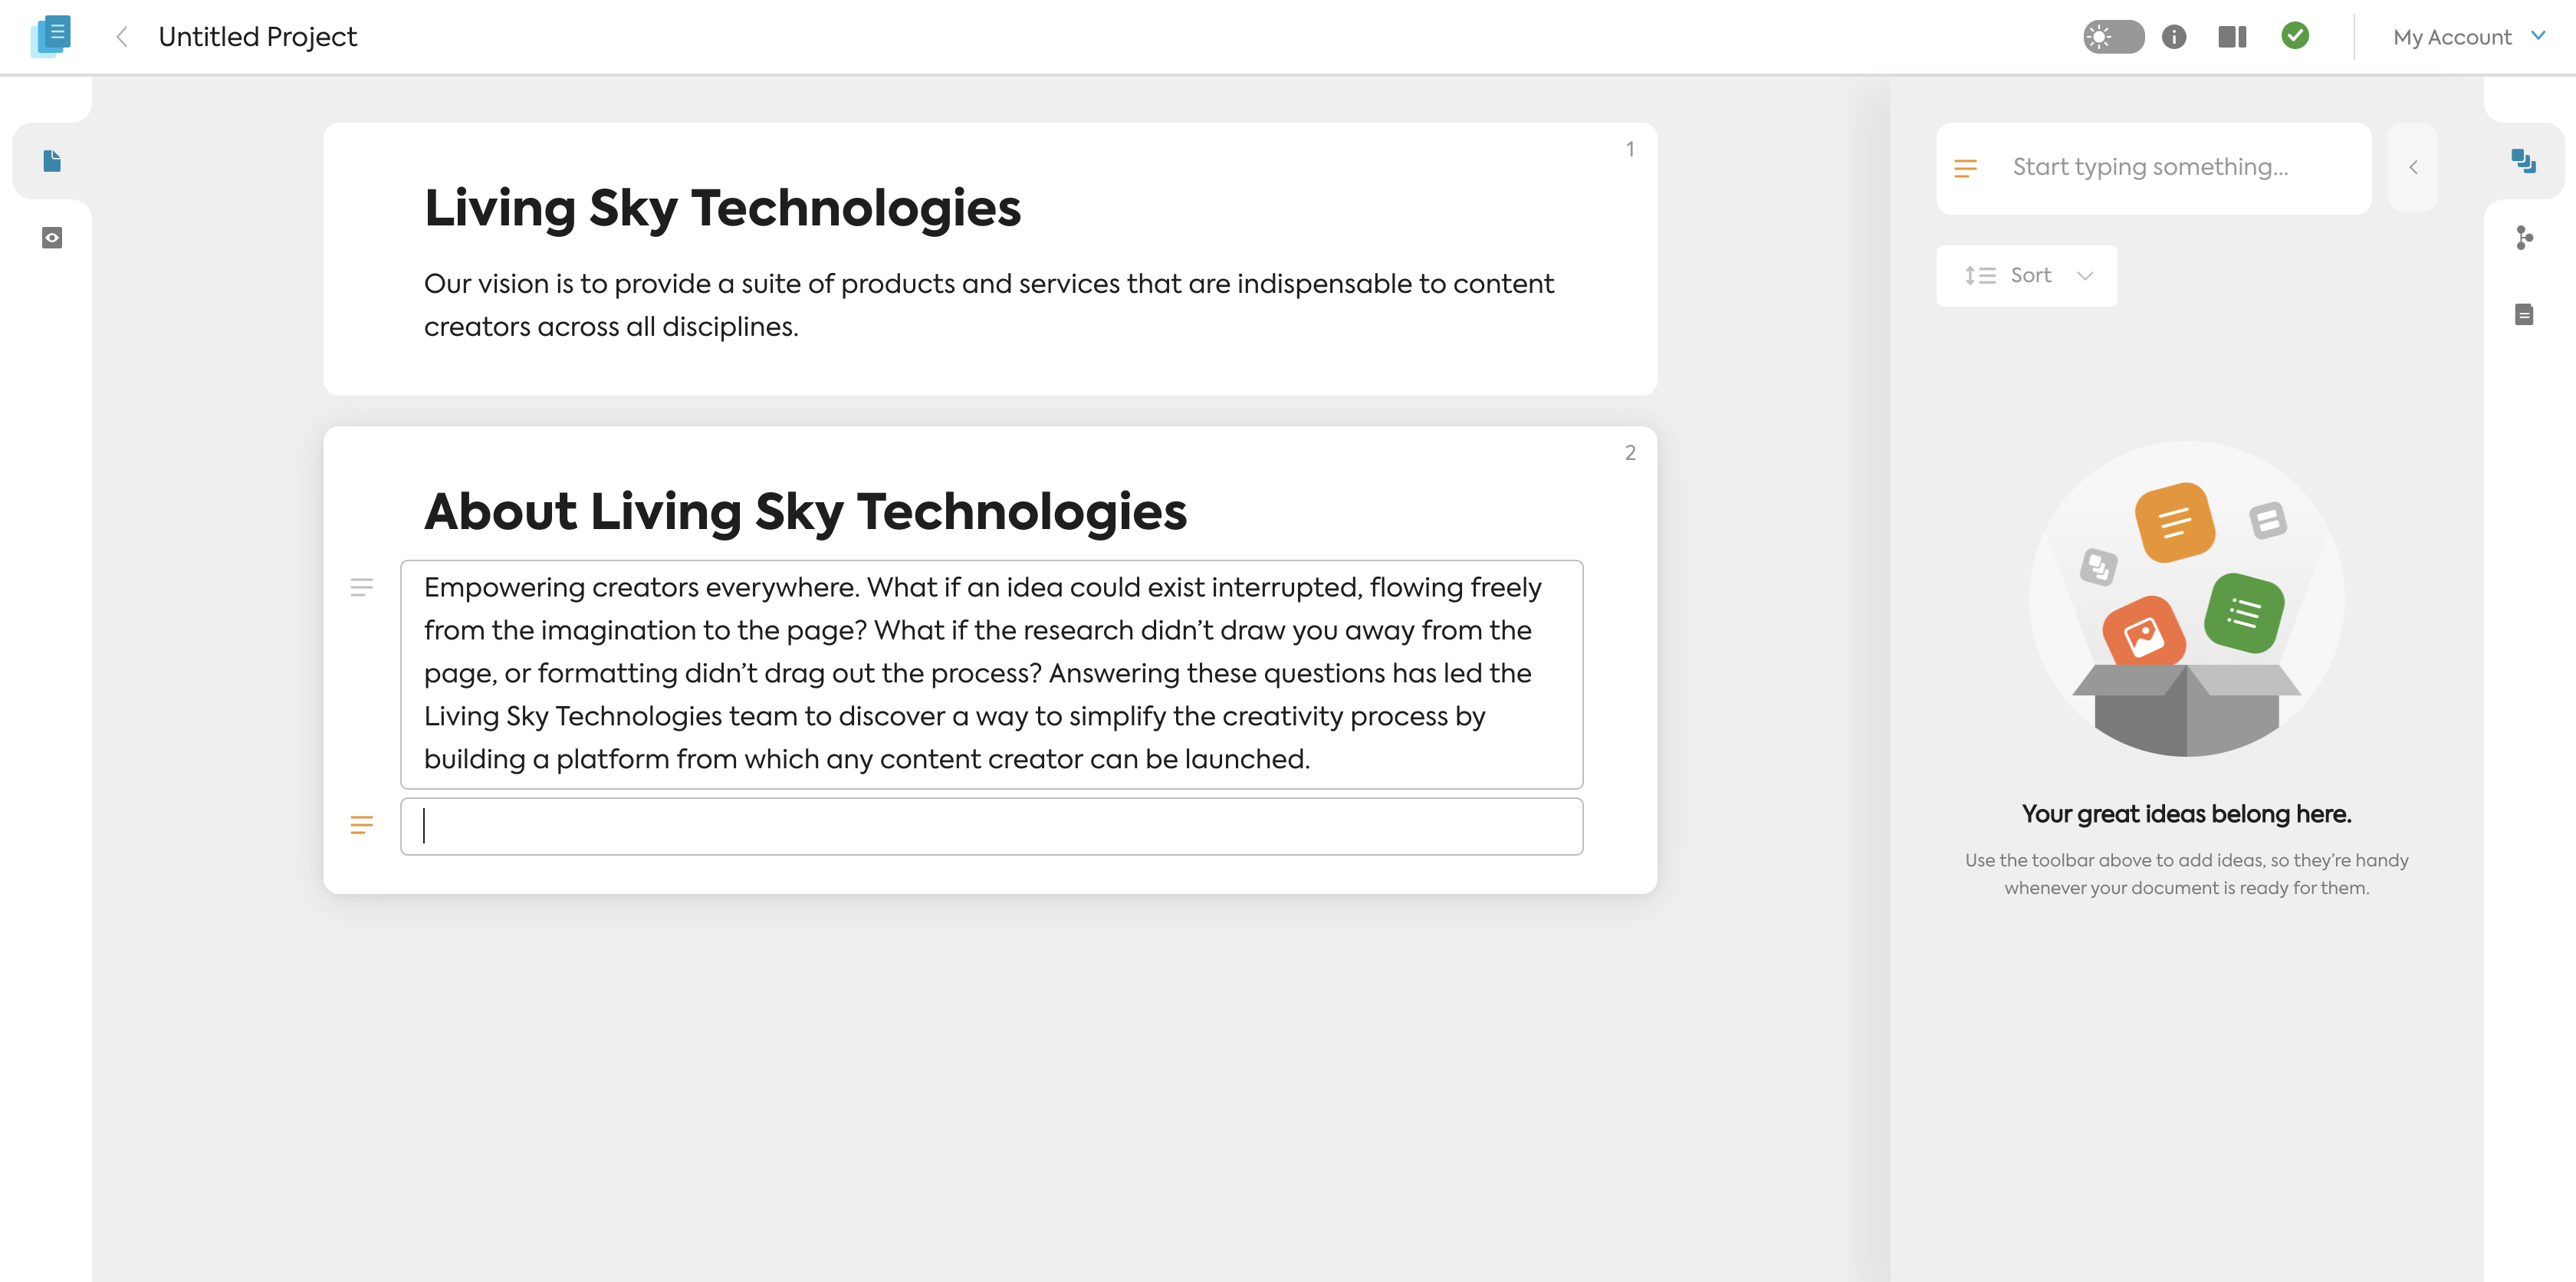 Untitled Project
My Account
1
Living Sky Technologies
Our vision is to provide a suite of products and services that are indispensable to content
creators across all disciplines.
2
About Living Sky Technologies
Empowering creators everywhere. What if an idea could exist interrupted, flowing freely
from the imagination to the page? What if the research didn’t draw you away from the
page, or formatting didn’t drag out the process? Answering these questions has led the
Living Sky Technologies team to discover a way to simplify the creativity process by
building a platform from which any content creator can be launched.
Start typing something...
Sort
Your great ideas belong here.
Use the toolbar above to add ideas, so they’re handy
whenever your document is ready for them.